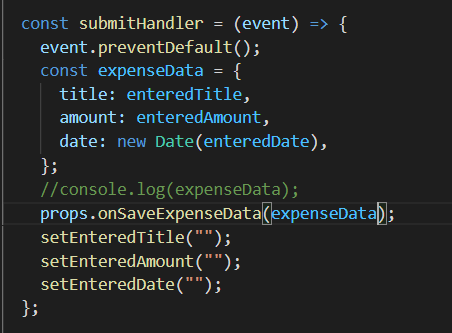 const submitHandler = (event) => {
event.preventDefault();
const expenseData = {
title: enteredTitle,
amount: enteredAmount,
date: new Date(enteredDate),
};
//console.log(expenseData);
props.onSaveExpenseData(expenseData);
setEnteredTitle("");
setEnteredAmount("");
setEnteredDate("");
};